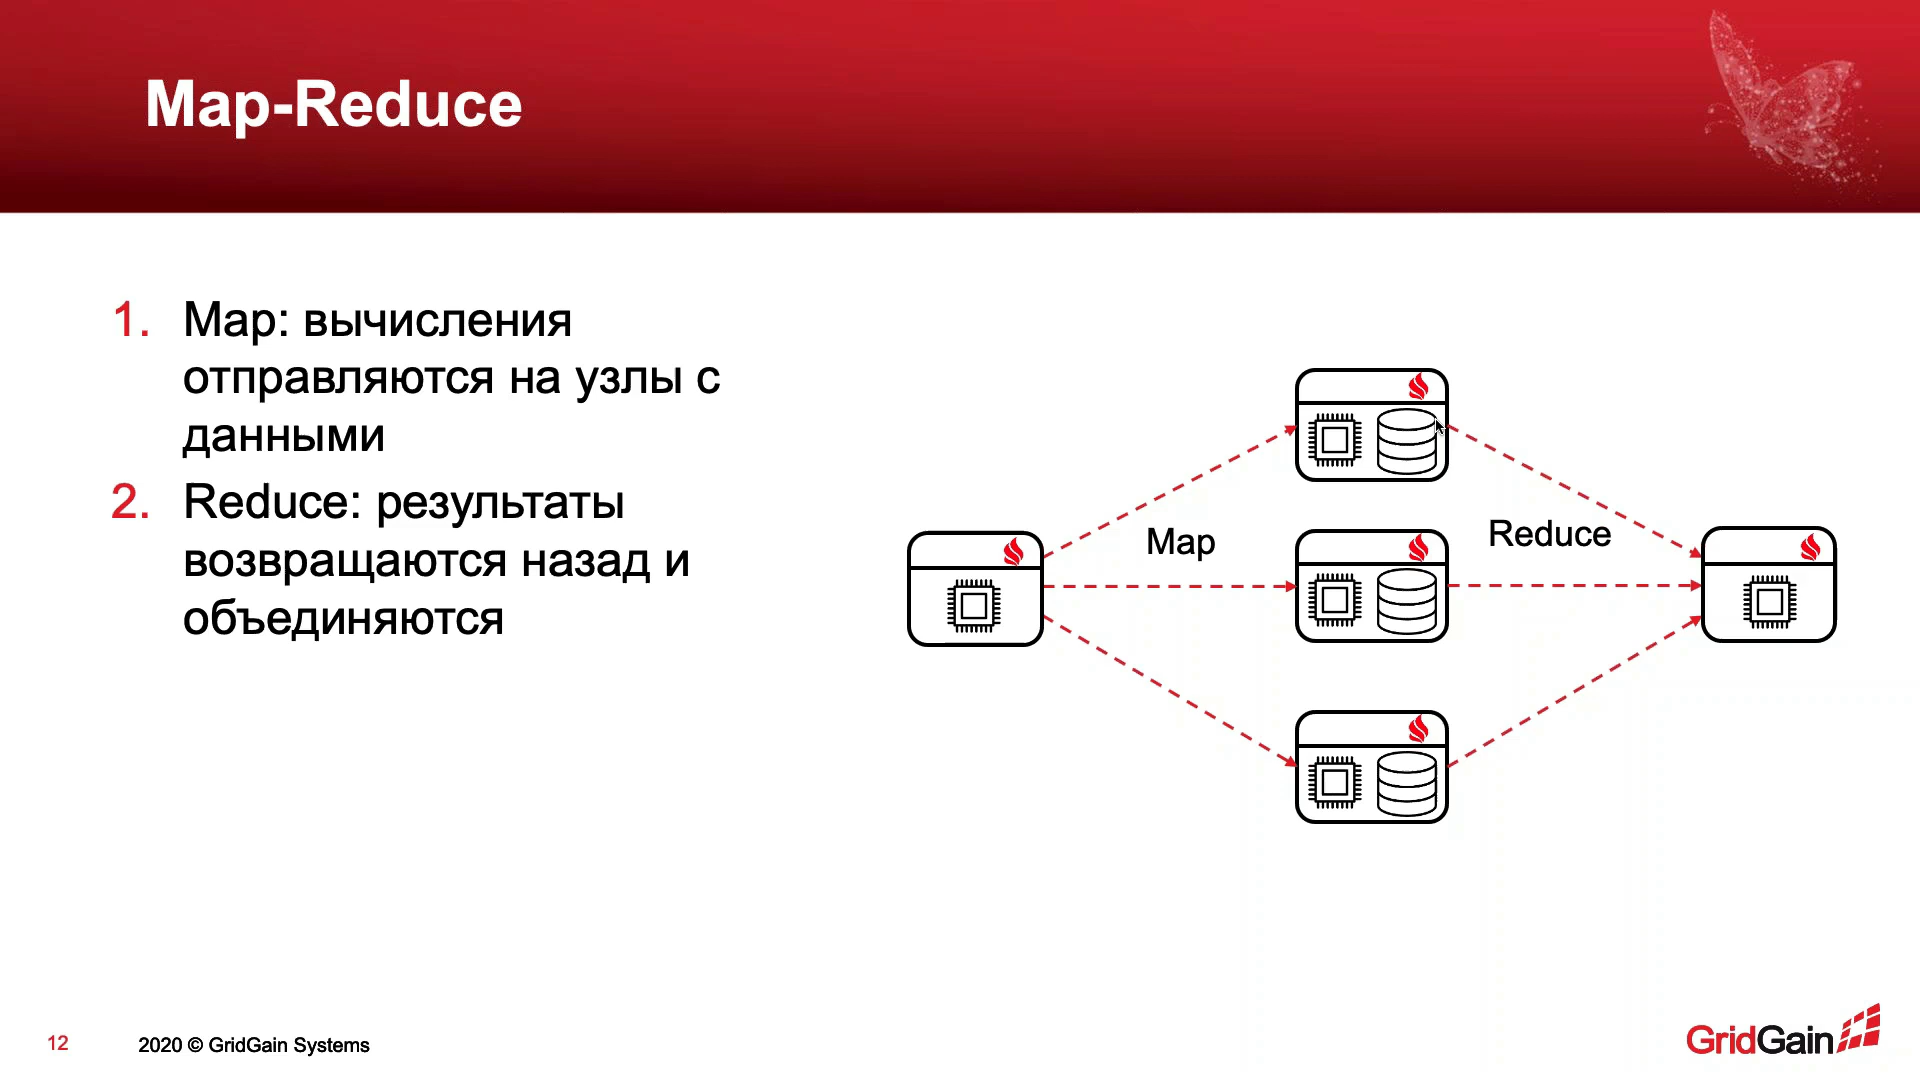 Map-Reduce
1. Map: вычисления
отправляются на узлы с
данными
2. Reduce: результаты
возвращаются назад и
объединяются
Map
Reduce
12
2020 © GridGain Systems
GridGain